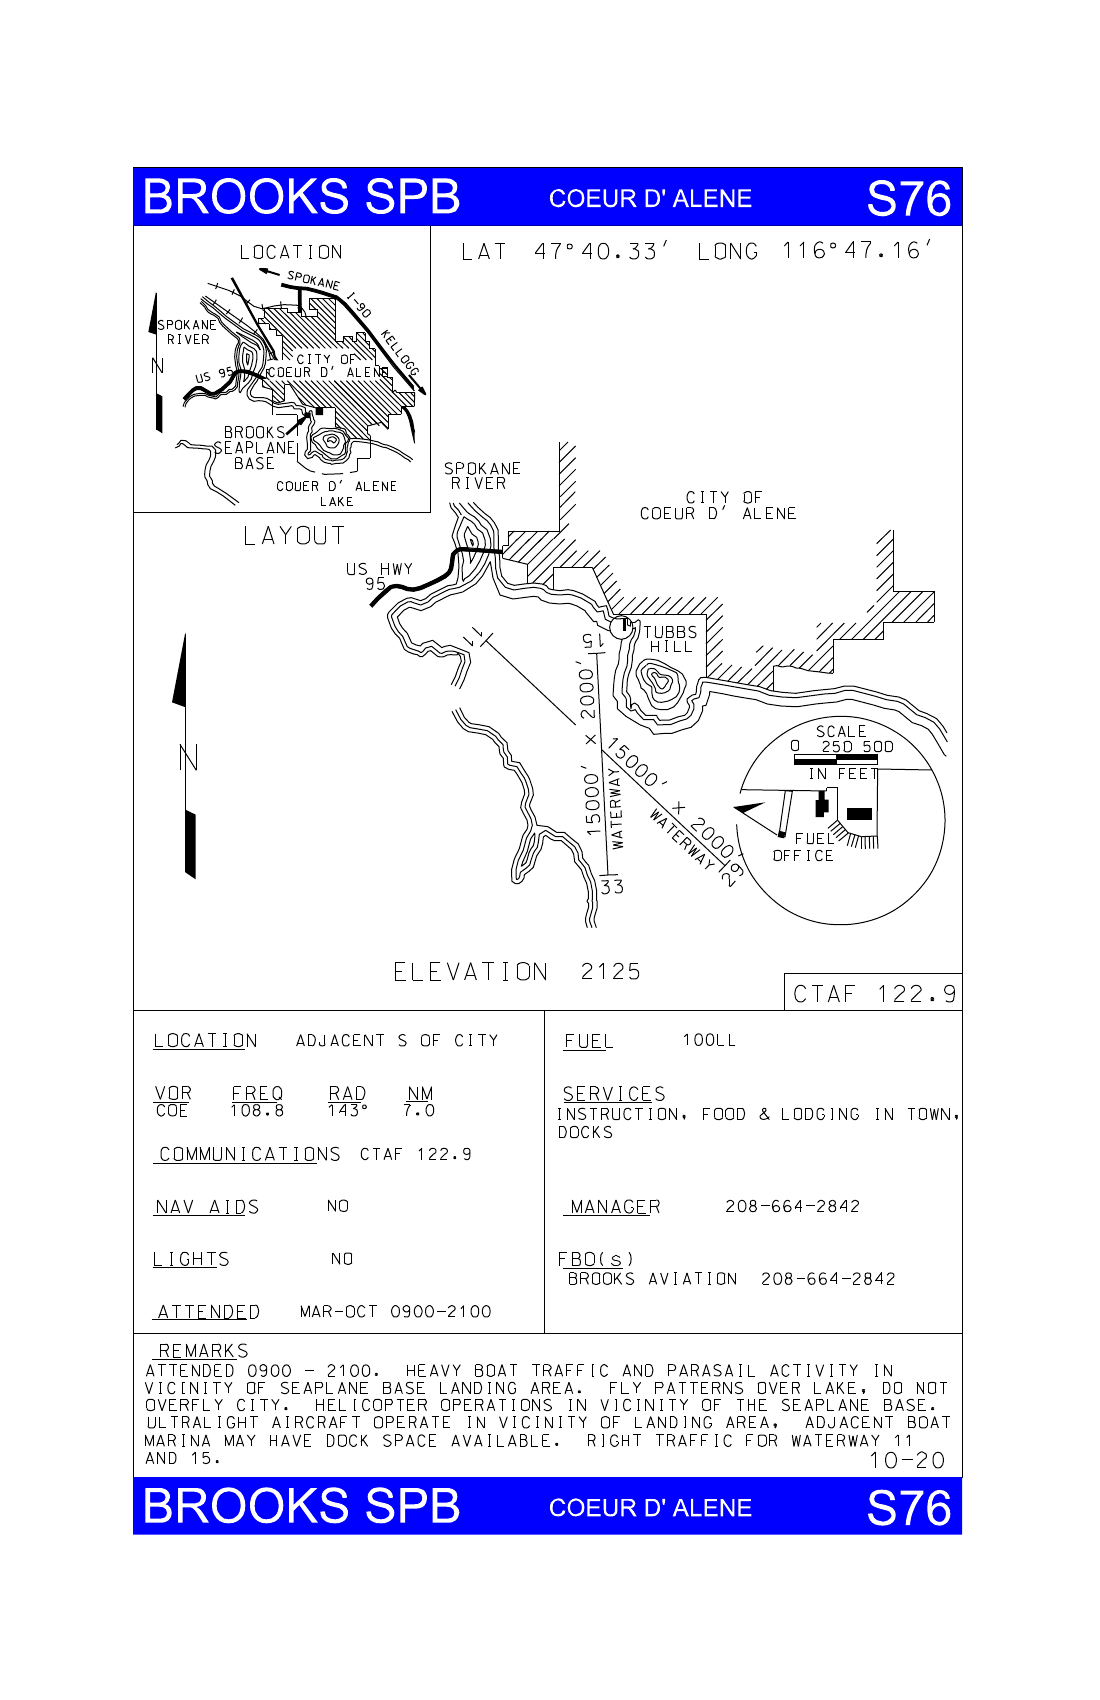 BROOKS SPB COEUR D' ALENE S76
LOCATION
LAT 47°40.33' LONG 116°47.16'
SPOKANE
I-90
KELLOGG
SPOKANE
RIVER
N
US 95
CITY OF
COEUR D' ALENE
BROOKS
SEAPLANE
BASE
COUER D' ALENE
LAKE
LAYOUT
SPOKANE
RIVER
CITY OF
COEUR D' ALENE
US HWY
95
11
15
TUBBS
HILL
N
15000' x 2000'
WATERWAY
15000' x 2000'
WATERWAY
33
29
SCALE
0 250 500
IN FEET
FUEL
OFFICE
ELEVATION 2125
CTAF 122.9
LOCATION ADJACENT S OF CITY
VOR FREQ RAD NM
COE 108.8 143° 7.0
COMMUNICATIONS CTAF 122.9
NAV AIDS NO
LIGHTS NO
ATTENDED MAR-OCT 0900-2100
FUEL 100LL
SERVICES
INSTRUCTION, FOOD & LODGING IN TOWN,
DOCKS
MANAGER 208-664-2842
FBO(s)
BROOKS AVIATION 208-664-2842
REMARKS
ATTENDED 0900 - 2100. HEAVY BOAT TRAFFIC AND PARASAIL ACTIVITY IN
VICINITY OF SEAPLANE BASE LANDING AREA. FLY PATTERNS OVER LAKE, DO NOT
OVERFLY CITY. HELICOPTER OPERATIONS IN VICINITY OF THE SEAPLANE BASE.
ULTRALIGHT AIRCRAFT OPERATE IN VICINITY OF LANDING AREA, ADJACENT BOAT
MARINA MAY HAVE DOCK SPACE AVAILABLE. RIGHT TRAFFIC FOR WATERWAY 11
AND 15.
10-20
BROOKS SPB COEUR D' ALENE S76